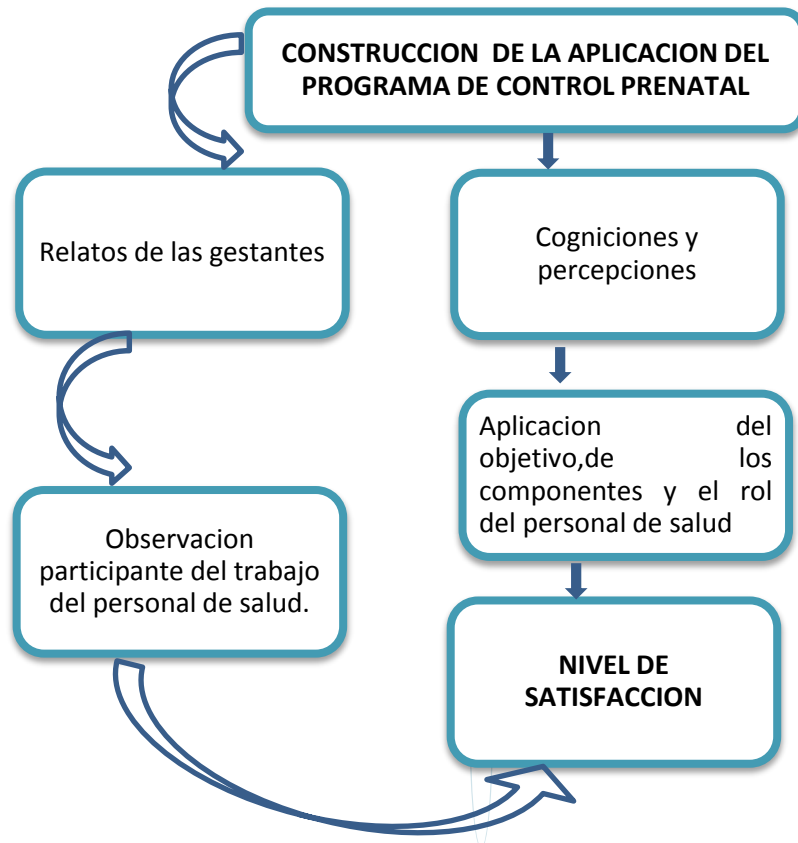 CONSTRUCCION DE LA APLICACION DEL
PROGRAMA DE CONTROL PRENATAL
Relatos de las gestantes
Cogniciones y
percepciones
Aplicacion del
objetivo,de los
componentes y el rol
del personal de salud
Observacion
participante del trabajo
del personal de salud.
NIVEL DE
SATISFACCION